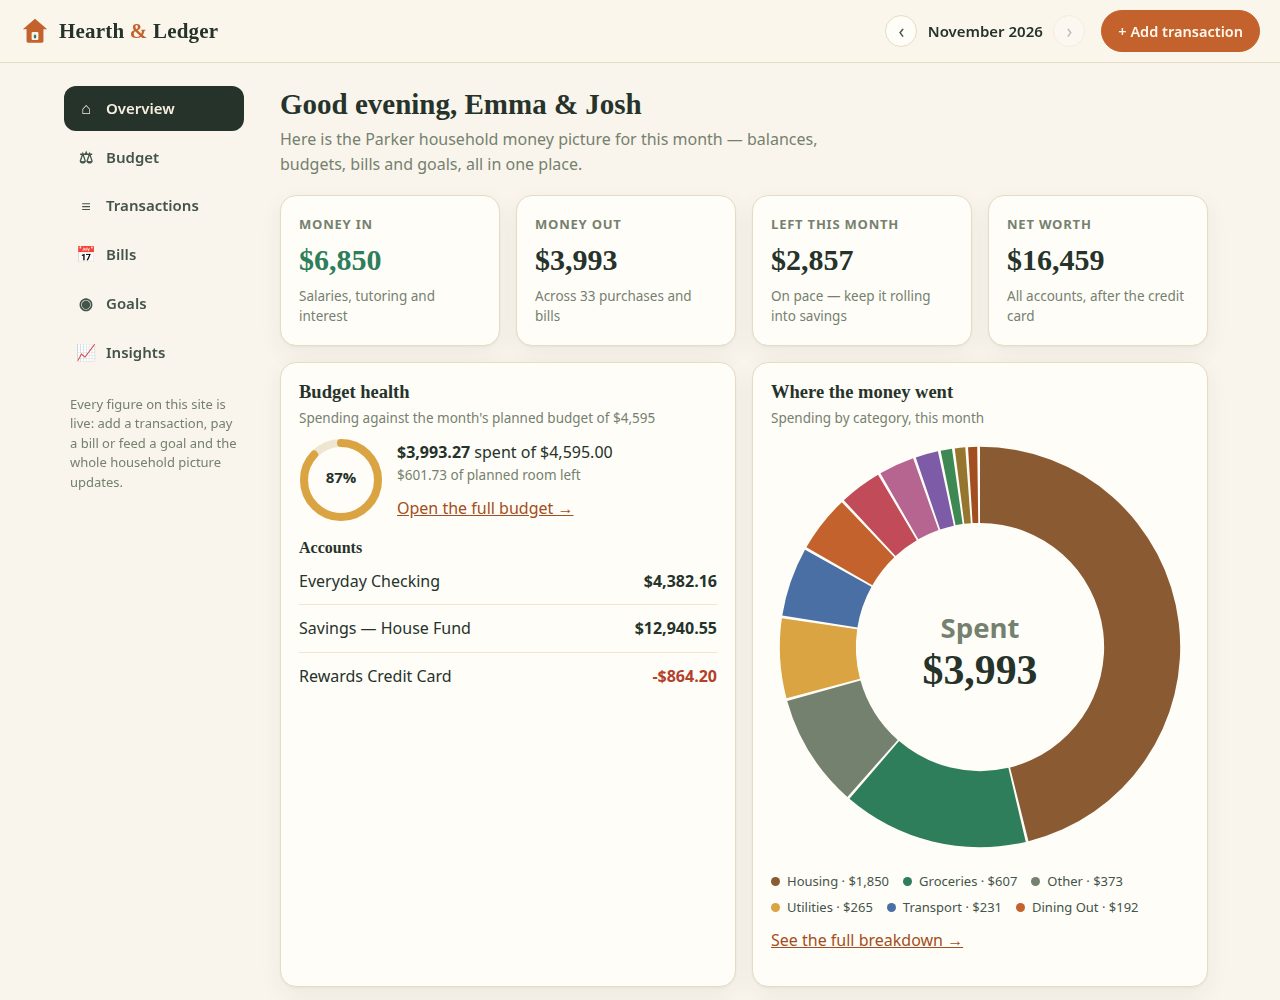 Hearth & Ledger
‹ November 2026 › + Add transaction
Overview
Budget
Transactions
Bills
Goals
Insights
Every figure on this site is
live: add a transaction, pay
a bill or feed a goal and the
whole household picture
updates.
Good evening, Emma & Josh
Here is the Parker household money picture for this month — balances,
budgets, bills and goals, all in one place.
MONEY IN
$6,850
Salaries, tutoring and
interest
MONEY OUT
$3,993
Across 33 purchases and
bills
LEFT THIS MONTH
$2,857
On pace — keep it rolling
into savings
NET WORTH
$16,459
All accounts, after the credit
card
Budget health
Spending against the month's planned budget of $4,595
87%
$3,993.27 spent of $4,595.00
$601.73 of planned room left
Open the full budget →
Accounts
Everyday Checking $4,382.16
Savings — House Fund $12,940.55
Rewards Credit Card -$864.20
Where the money went
Spending by category, this month
Spent
$3,993
Housing · $1,850 Groceries · $607 Other · $373
Utilities · $265 Transport · $231 Dining Out · $192
See the full breakdown →